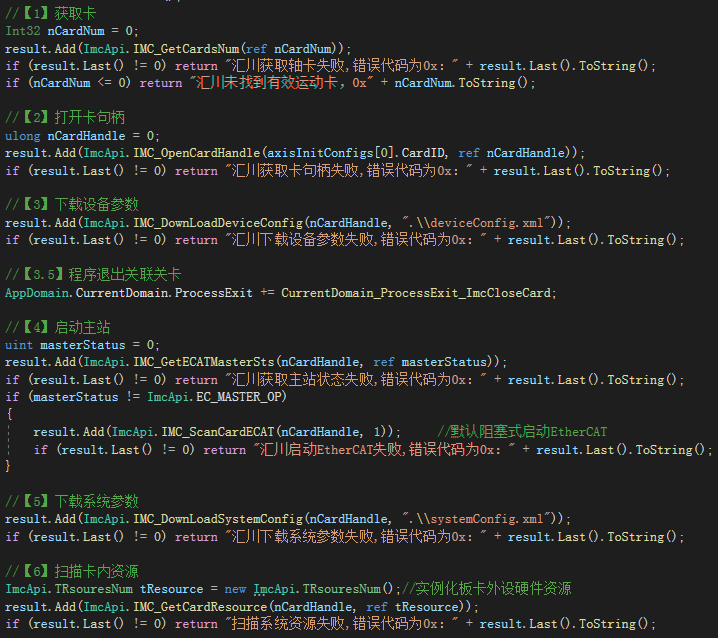 //【1】获取卡
Int32 nCardNum = 0;
result.Add(ImcApi.IMC_GetCardsNum(ref nCardNum));
if (result.Last() != 0) return "汇川获取轴卡失败,错误代码为0x：" + result.Last().ToString();
if (nCardNum <= 0) return "汇川未找到有效运动卡，0x" + nCardNum.ToString();
//【2】打开卡句柄
ulong nCardHandle = 0;
result.Add(ImcApi.IMC_OpenCardHandle(axisInitConfigs[0].CardID, ref nCardHandle));
if (result.Last() != 0) return "汇川获取卡句柄失败,错误代码为0x：" + result.Last().ToString();
//【3】下载设备参数
result.Add(ImcApi.IMC_DownLoadDeviceConfig(nCardHandle, ".\\deviceConfig.xml"));
if (result.Last() != 0) return "汇川下载设备参数失败,错误代码为0x：" + result.Last().ToString();
//【3.5】程序退出关联关卡
AppDomain.CurrentDomain.ProcessExit += CurrentDomain_ProcessExit_ImcCloseCard;
//【4】启动主站
uint masterStatus = 0;
result.Add(ImcApi.IMC_GetECATMasterSts(nCardHandle, ref masterStatus));
if (result.Last() != 0) return "汇川获取主站状态失败,错误代码为0x：" + result.Last().ToString();
if (masterStatus != ImcApi.EC_MASTER_OP)
{
result.Add(ImcApi.IMC_ScanCardECAT(nCardHandle, 1)); //默认阻塞式启动EtherCAT
if (result.Last() != 0) return "汇川启动EtherCAT失败,错误代码为0x：" + result.Last().ToString();
}
//【5】下载系统参数
result.Add(ImcApi.IMC_DownLoadSystemConfig(nCardHandle, ".\\systemConfig.xml"));
if (result.Last() != 0) return "汇川下载系统参数失败,错误代码为0x：" + result.Last().ToString();
//【6】扫描卡内资源
ImcApi.TRsouresNum tResource = new ImcApi.TRsouresNum();//实例化板卡外设硬件资源
result.Add(ImcApi.IMC_GetCardResource(nCardHandle, ref tResource));
if (result.Last() != 0) return "扫描系统资源失败,错误代码为0x：" + result.Last().ToString();